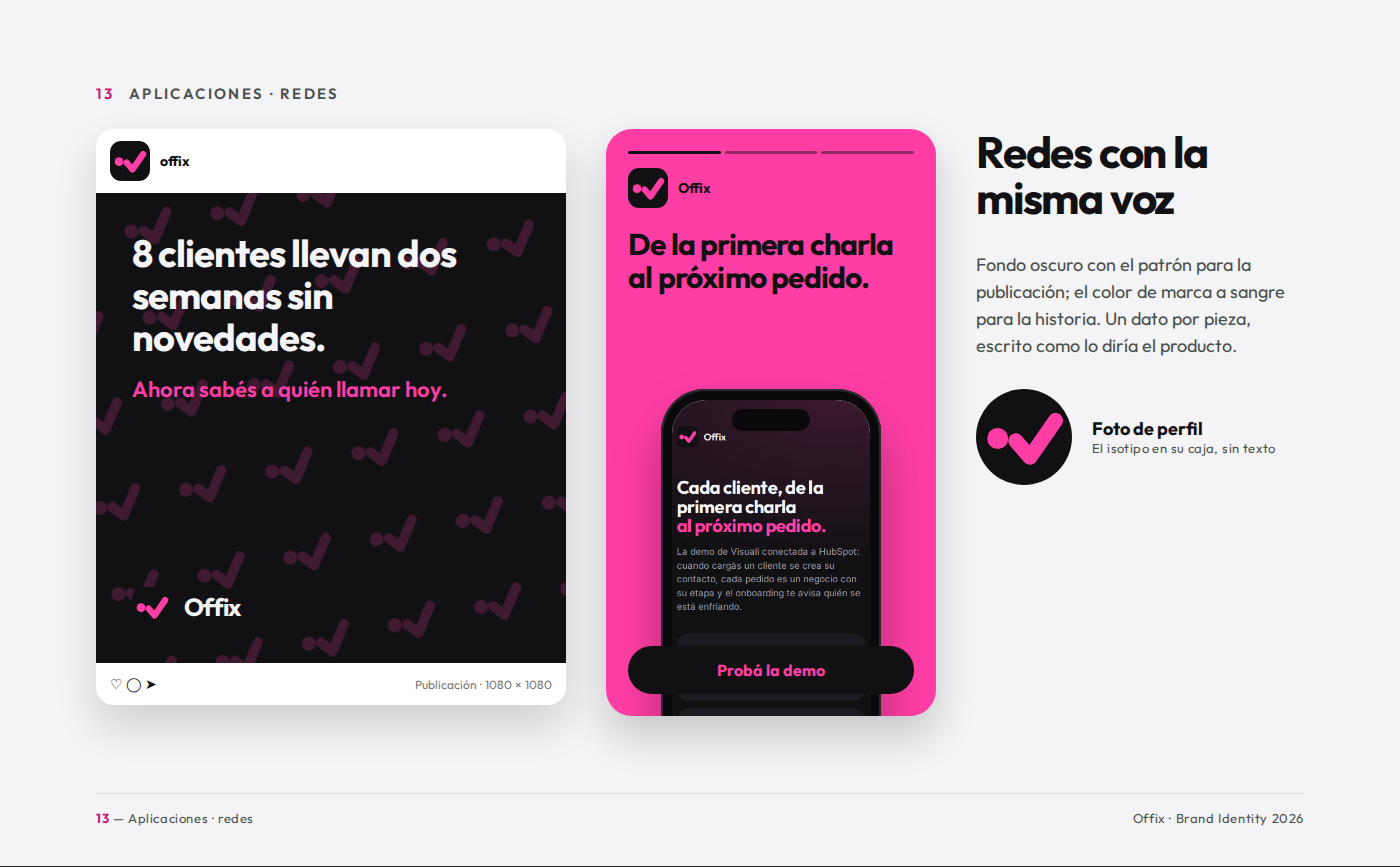 13 APLICACIONES · REDES
offix
8 clientes llevan dos
semanas sin
novedades.
Ahora sabés a quién llamar hoy.
Offix
Publicación · 1080 × 1080
Offix
De la primera charla
al próximo pedido.
Offix
Cada cliente, de la
primera charla
al próximo pedido.
La demo de Visuali conectada a HubSpot:
cuando cargás un cliente se crea su
contacto, cada pedido es un negocio con
su etapa y el onboarding te avisa quién se
está enfriando.
Probá la demo
Redes con la
misma voz
Fondo oscuro con el patrón para la
publicación; el color de marca a sangre
para la historia. Un dato por pieza,
escrito como lo diría el producto.
Foto de perfil
El isotipo en su caja, sin texto
13 — Aplicaciones · redes
Offix · Brand Identity 2026